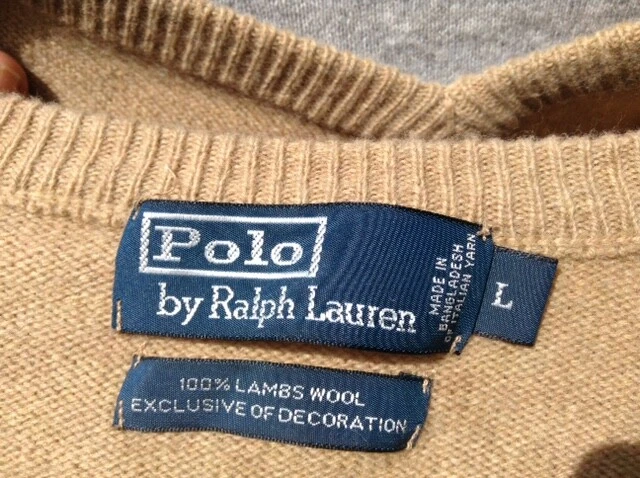 Polo
by Ralph Lauren
MADE IN
BANGLADESH
OF ITALIAN YARN
L
100% LAMBS WOOL
EXCLUSIVE OF DECORATION